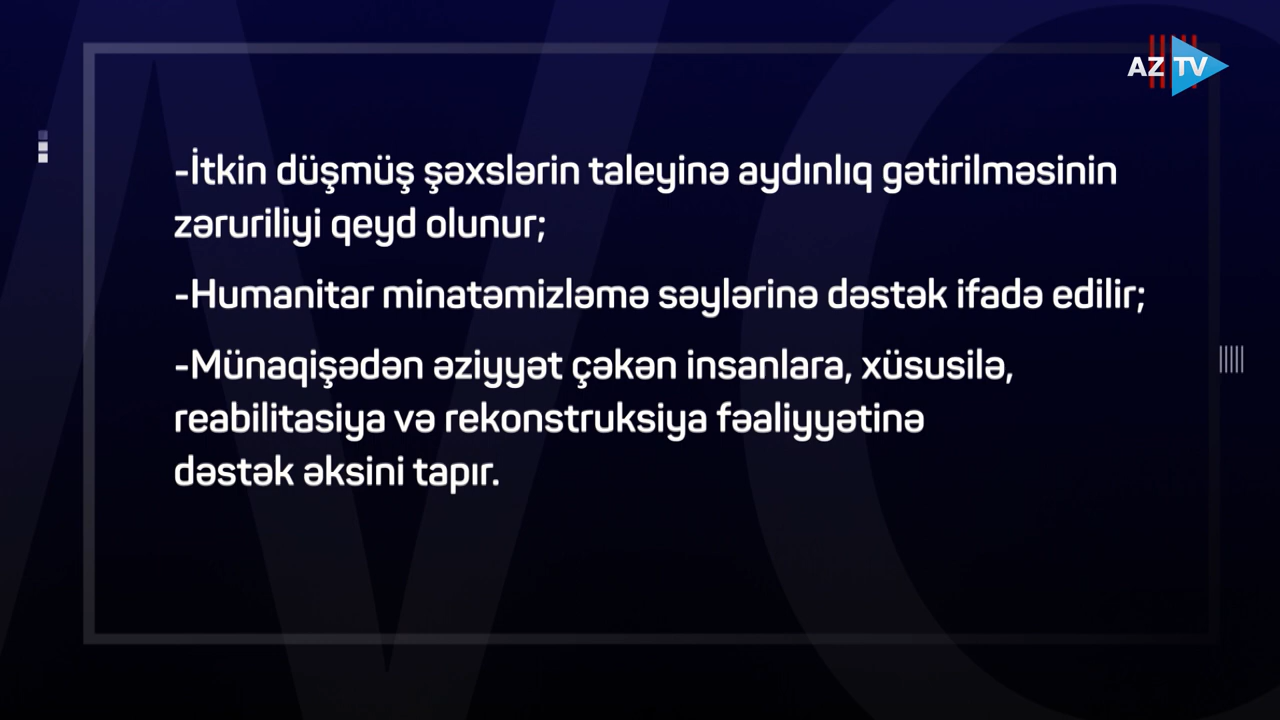 AZ TV
-İtkin düşmüş şəxslərin taleyinə aydınlıq gətirilməsinin
zəruriliyi qeyd olunur;
-Humanitar minatəmizləmə səylərinə dəstək ifadə edilir;
-Münaqişədən əziyyət çəkən insanlara, xüsusilə,
reabilitasiya və rekonstruksiya fəaliyyətinə
dəstək əksini tapır.